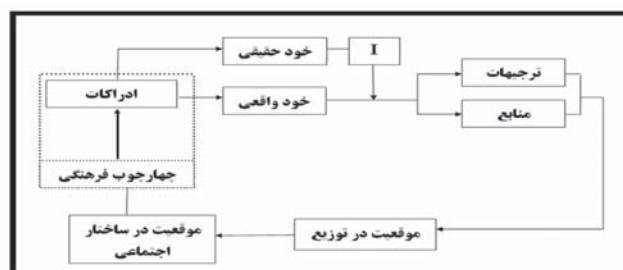 خود حقیقی
I
ترجیهات
ادراکات
خود واقعی
منابع
چهارچوب فرهنگی
موقعیت در ساختار
اجتماعی
موقعیت در توزیع